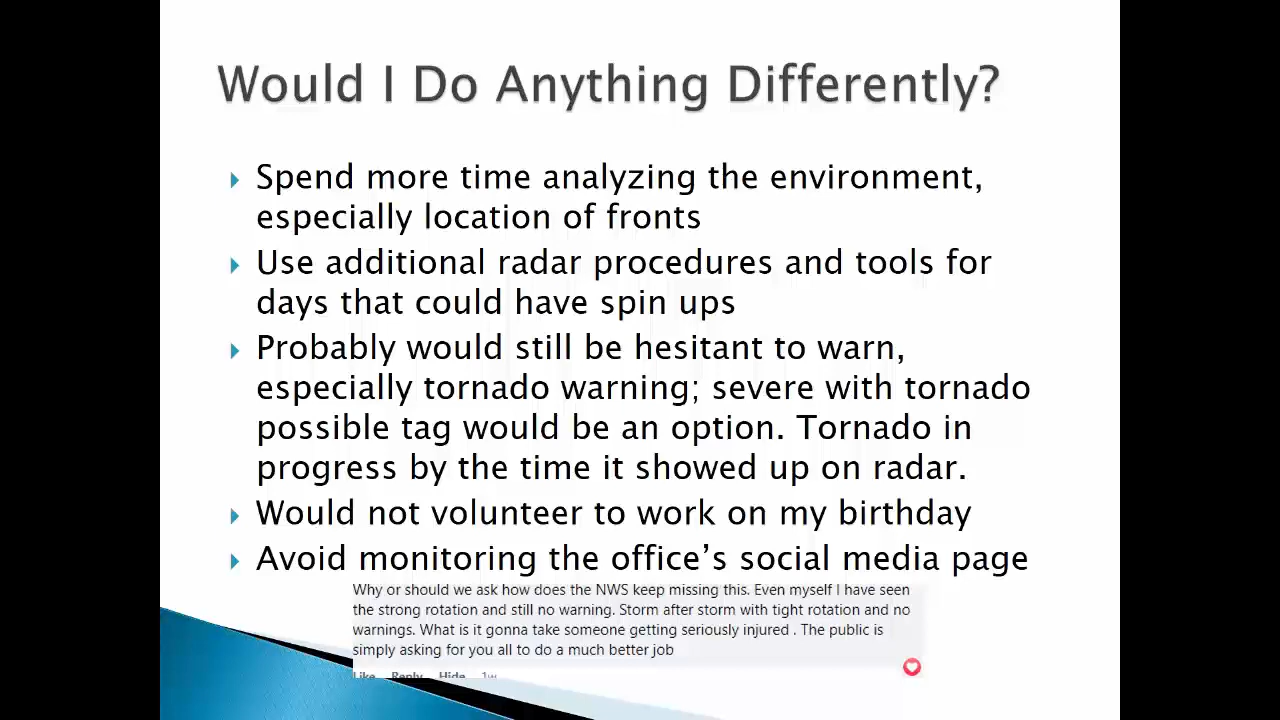 Would I Do Anything Differently?
Spend more time analyzing the environment,
especially location of fronts
Use additional radar procedures and tools for
days that could have spin ups
Probably would still be hesitant to warn,
especially tornado warning; severe with tornado
possible tag would be an option. Tornado in
progress by the time it showed up on radar.
Would not volunteer to work on my birthday
Avoid monitoring the office’s social media page
Why or should we ask how does the NWS keep missing this. Even myself I have seen
the strong rotation and still no warning. Storm after storm with tight rotation and no
warnings. What is it gonna take someone getting seriously injured . The public is
simply asking for you all to do a much better job
Like Reply Hide 1w